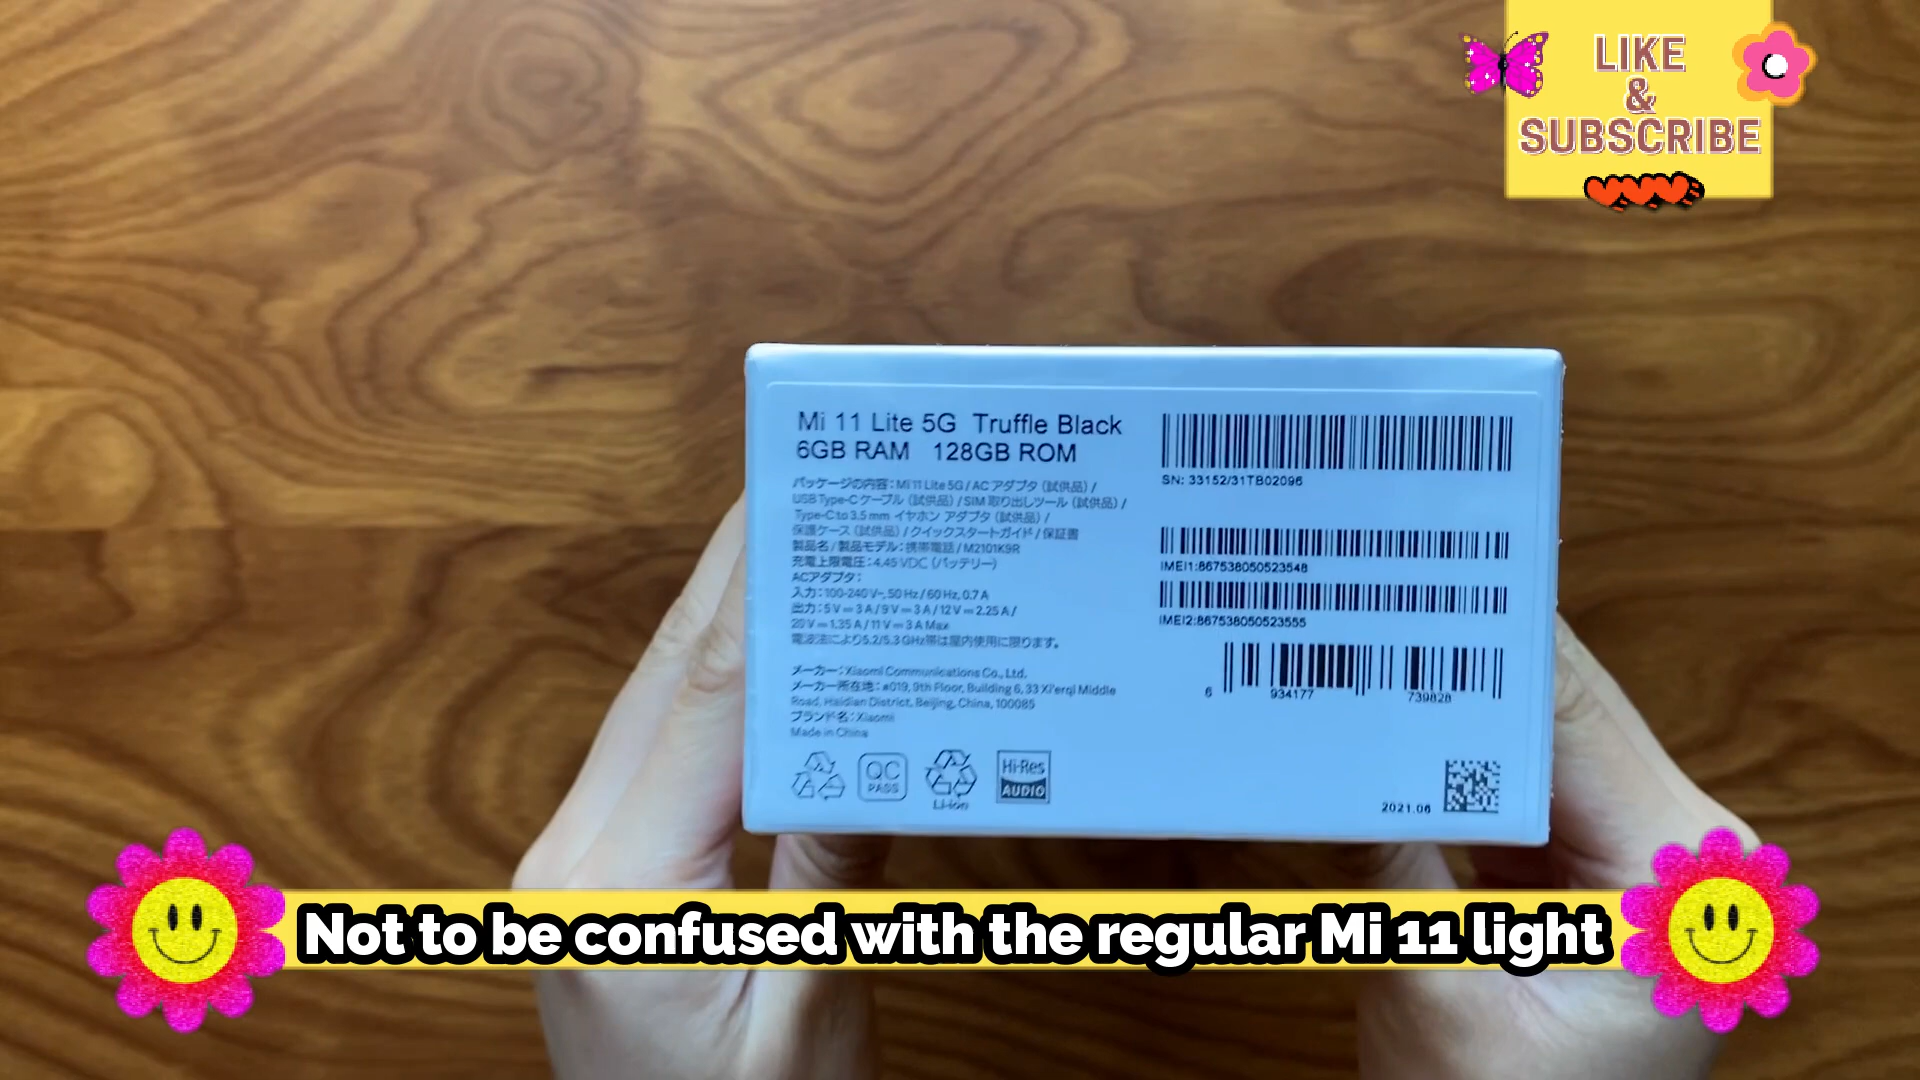 LIKE
&
SUBSCRIBE
Mi 11 Lite 5G Truffle Black
6GB RAM 128GB ROM
パッケージの内容：Mi 11 Lite 5G / AC アダプタ（試供品）/
USB Type-C ケーブル（試供品）/ SIM 取り出しツール（試供品）/
Type-C to 3.5 mm イヤホン アダプタ（試供品）/
保護ケース（試供品）/ クイックスタートガイド / 保証書
製品名 / 製品モデル：携帯電話 / M2101K9R
充電上限電圧：4.45 VDC（バッテリー）
ACアダプタ：
入力：100-240 V~, 50 Hz / 60 Hz, 0.7 A
出力：5 V⎓3 A / 9 V⎓3 A / 12 V⎓2.25 A /
20 V⎓1.35 A / 11 V⎓3 A Max
電波法により5.2/5.3 GHz帯は屋内使用に限ります。
メーカー：Xiaomi Communications Co., Ltd.
メーカー所在地：#019, 9th Floor, Building 6, 33 Xi'erqi Middle
Road, Haidian District, Beijing, China, 100085
ブランド名：Xiaomi
Made in China
QC
PASS
Li-ion
Hi-Res
AUDIO
SN: 33152/31TB02096
IMEI1:867538050523548
IMEI2:867538050523555
6 934177 739828
2021.06
Not to be confused with the regular Mi 11 light